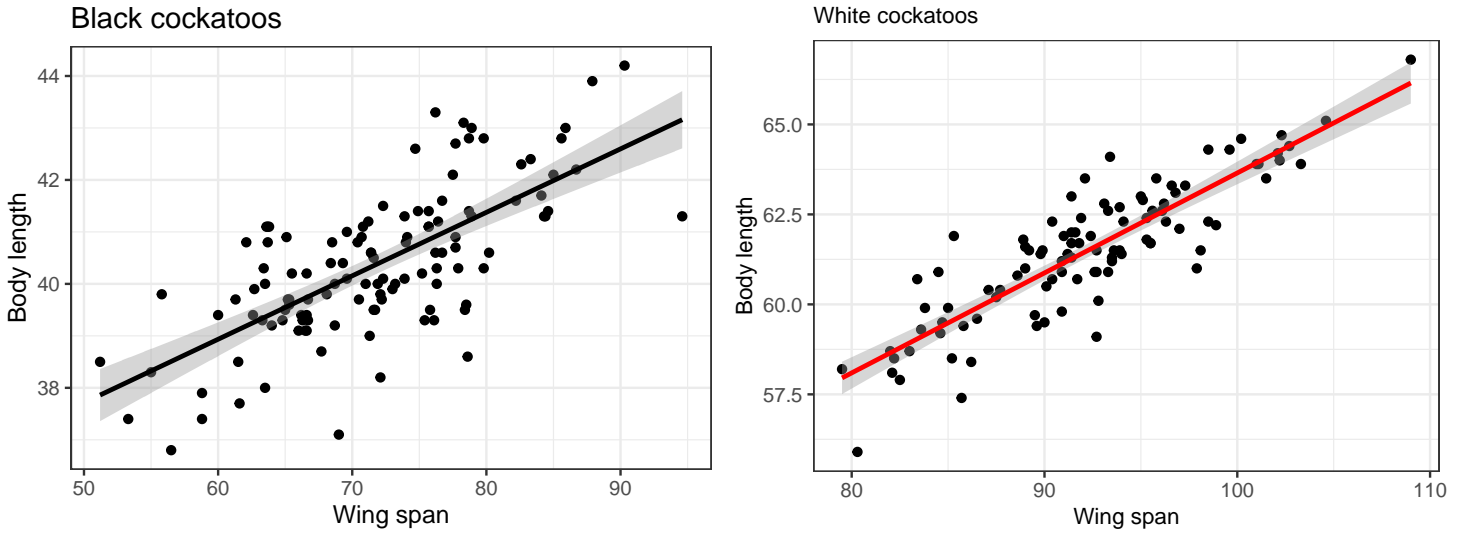 Black cockatoos
44
42
40
38
Body length
50 60 70 80 90
Wing span
White cockatoos
65.0
62.5
60.0
57.5
Body length
80 90 100 110
Wing span